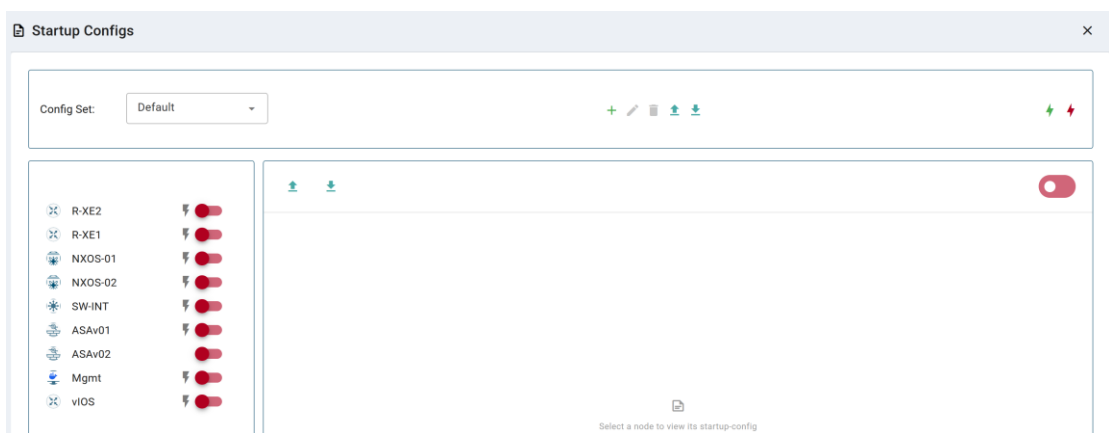 Startup Configs
Config Set:
Default
R-XE2
R-XE1
NXOS-01
NXOS-02
SW-INT
ASAv01
ASAv02
Mgmt
vIOS
Select a node to view its startup-config